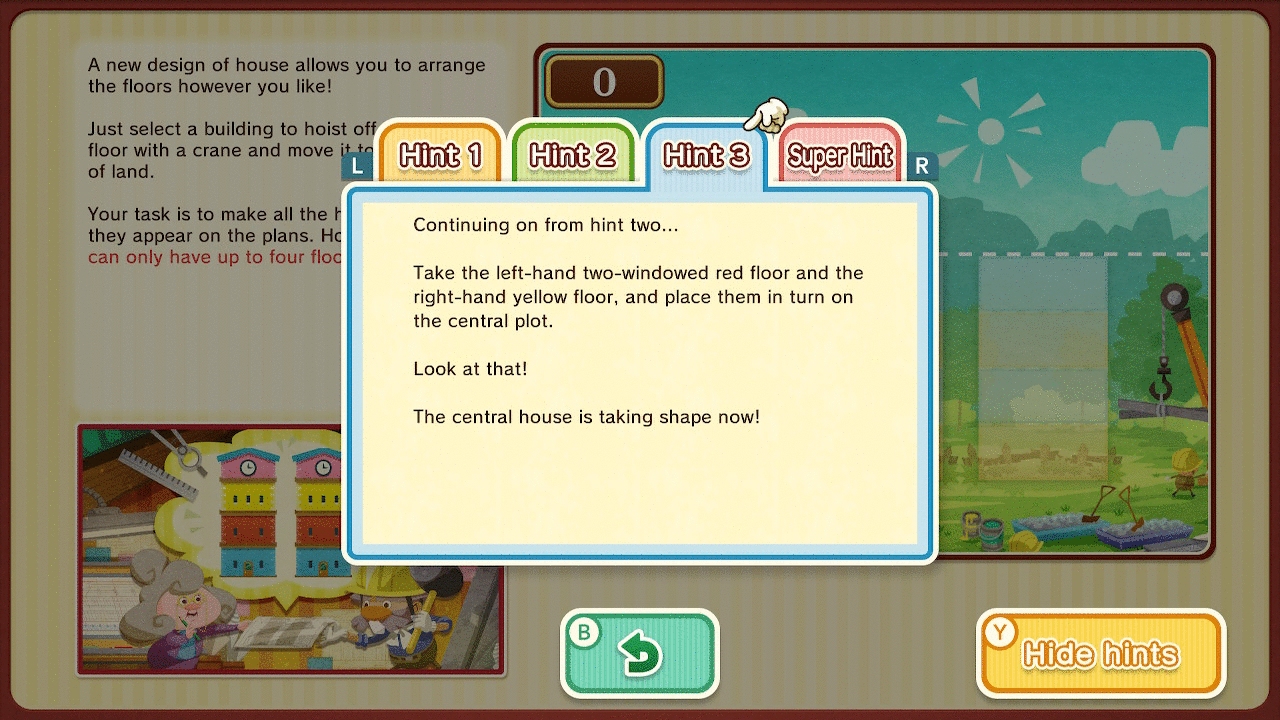 A new design of house allows you to arrange
the floors however you like!
Just select a building to hoist off
floor with a crane and move it to
of land.
Your task is to make all the h
they appear on the plans. Ho
can only have up to four floo
0
L
Hint 1
Hint 2
Hint 3
Super Hint
R
Continuing on from hint two...
Take the left-hand two-windowed red floor and the
right-hand yellow floor, and place them in turn on
the central plot.
Look at that!
The central house is taking shape now!
B
Y
Hide hints